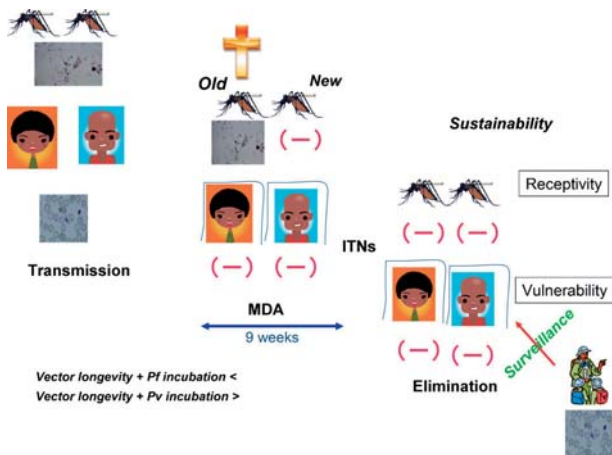 Old
New
(—)
Sustainability
Receptivity
(—) (—)
ITNs
Transmission
(—) (—)
Vulnerability
MDA
9 weeks
Surveillance
(—) (—)
Elimination
Vector longevity + Pf incubation <
Vector longevity + Pv incubation >